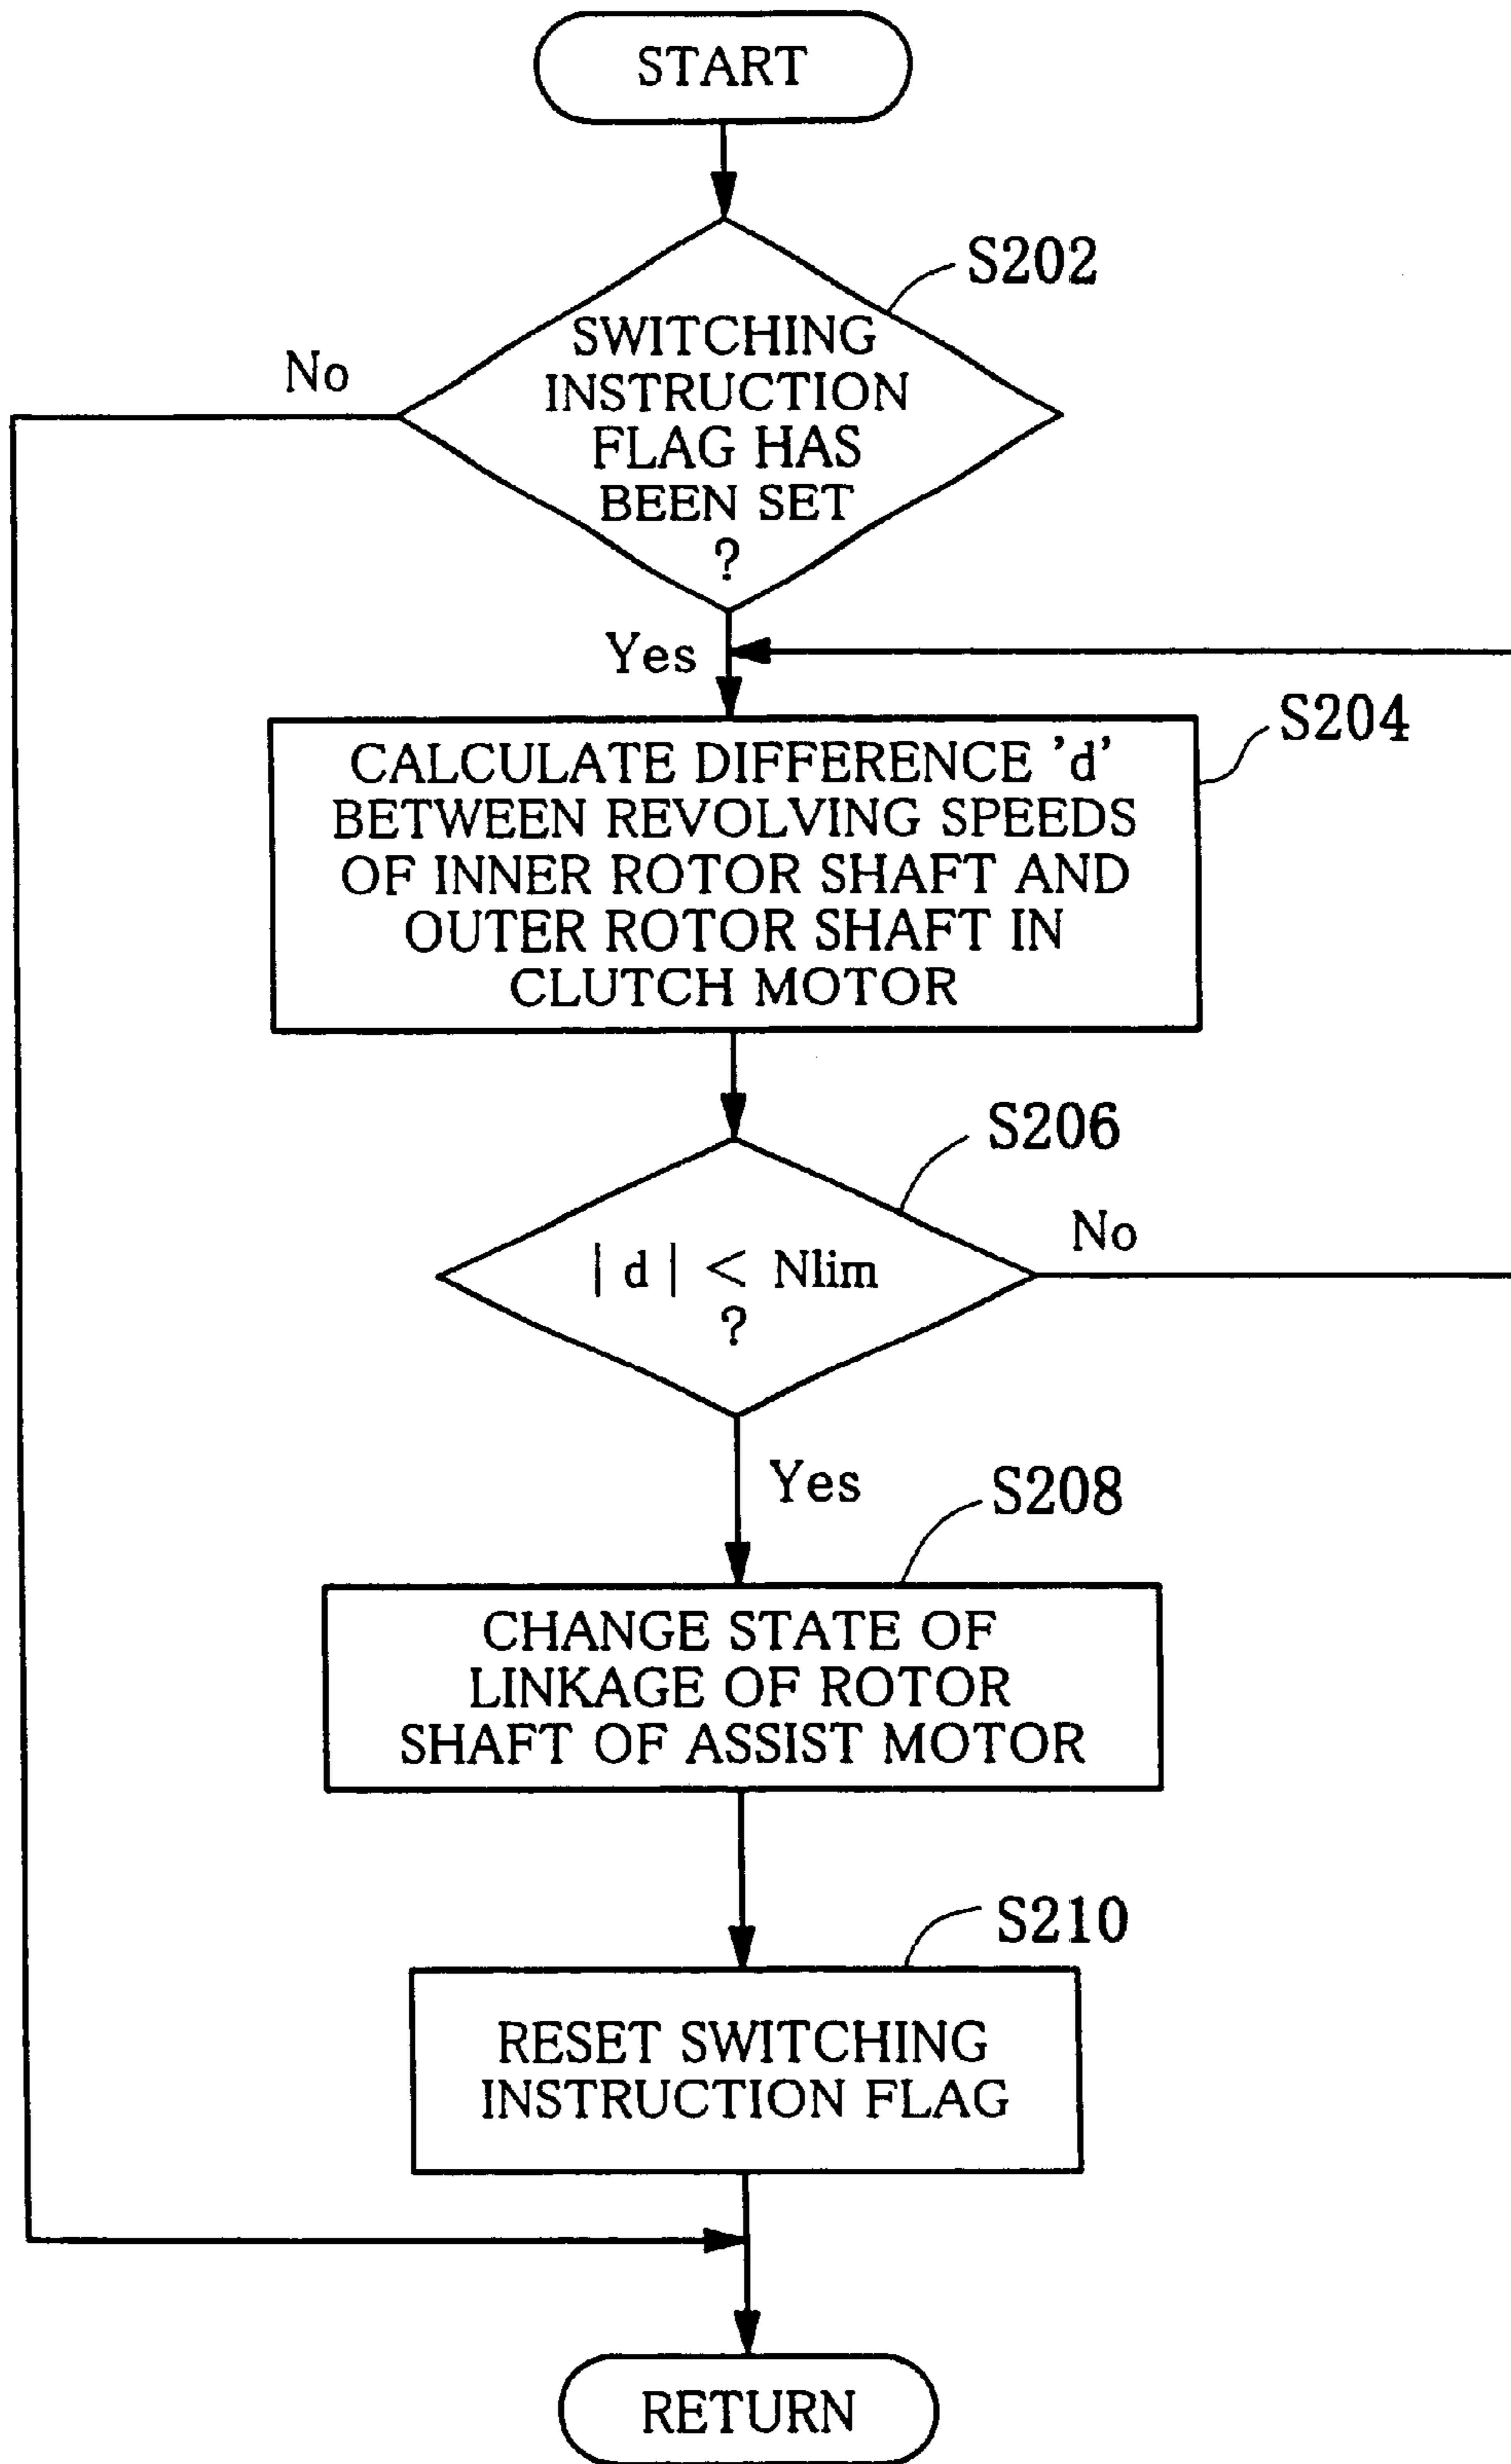 START
S202
SWITCHING
INSTRUCTION
FLAG HAS
BEEN SET
?
No
Yes
S204
CALCULATE DIFFERENCE 'd'
BETWEEN REVOLVING SPEEDS
OF INNER ROTOR SHAFT AND
OUTER ROTOR SHAFT IN
CLUTCH MOTOR
S206
| d | < Nlim
?
No
Yes
S208
CHANGE STATE OF
LINKAGE OF ROTOR
SHAFT OF ASSIST MOTOR
S210
RESET SWITCHING
INSTRUCTION FLAG
RETURN